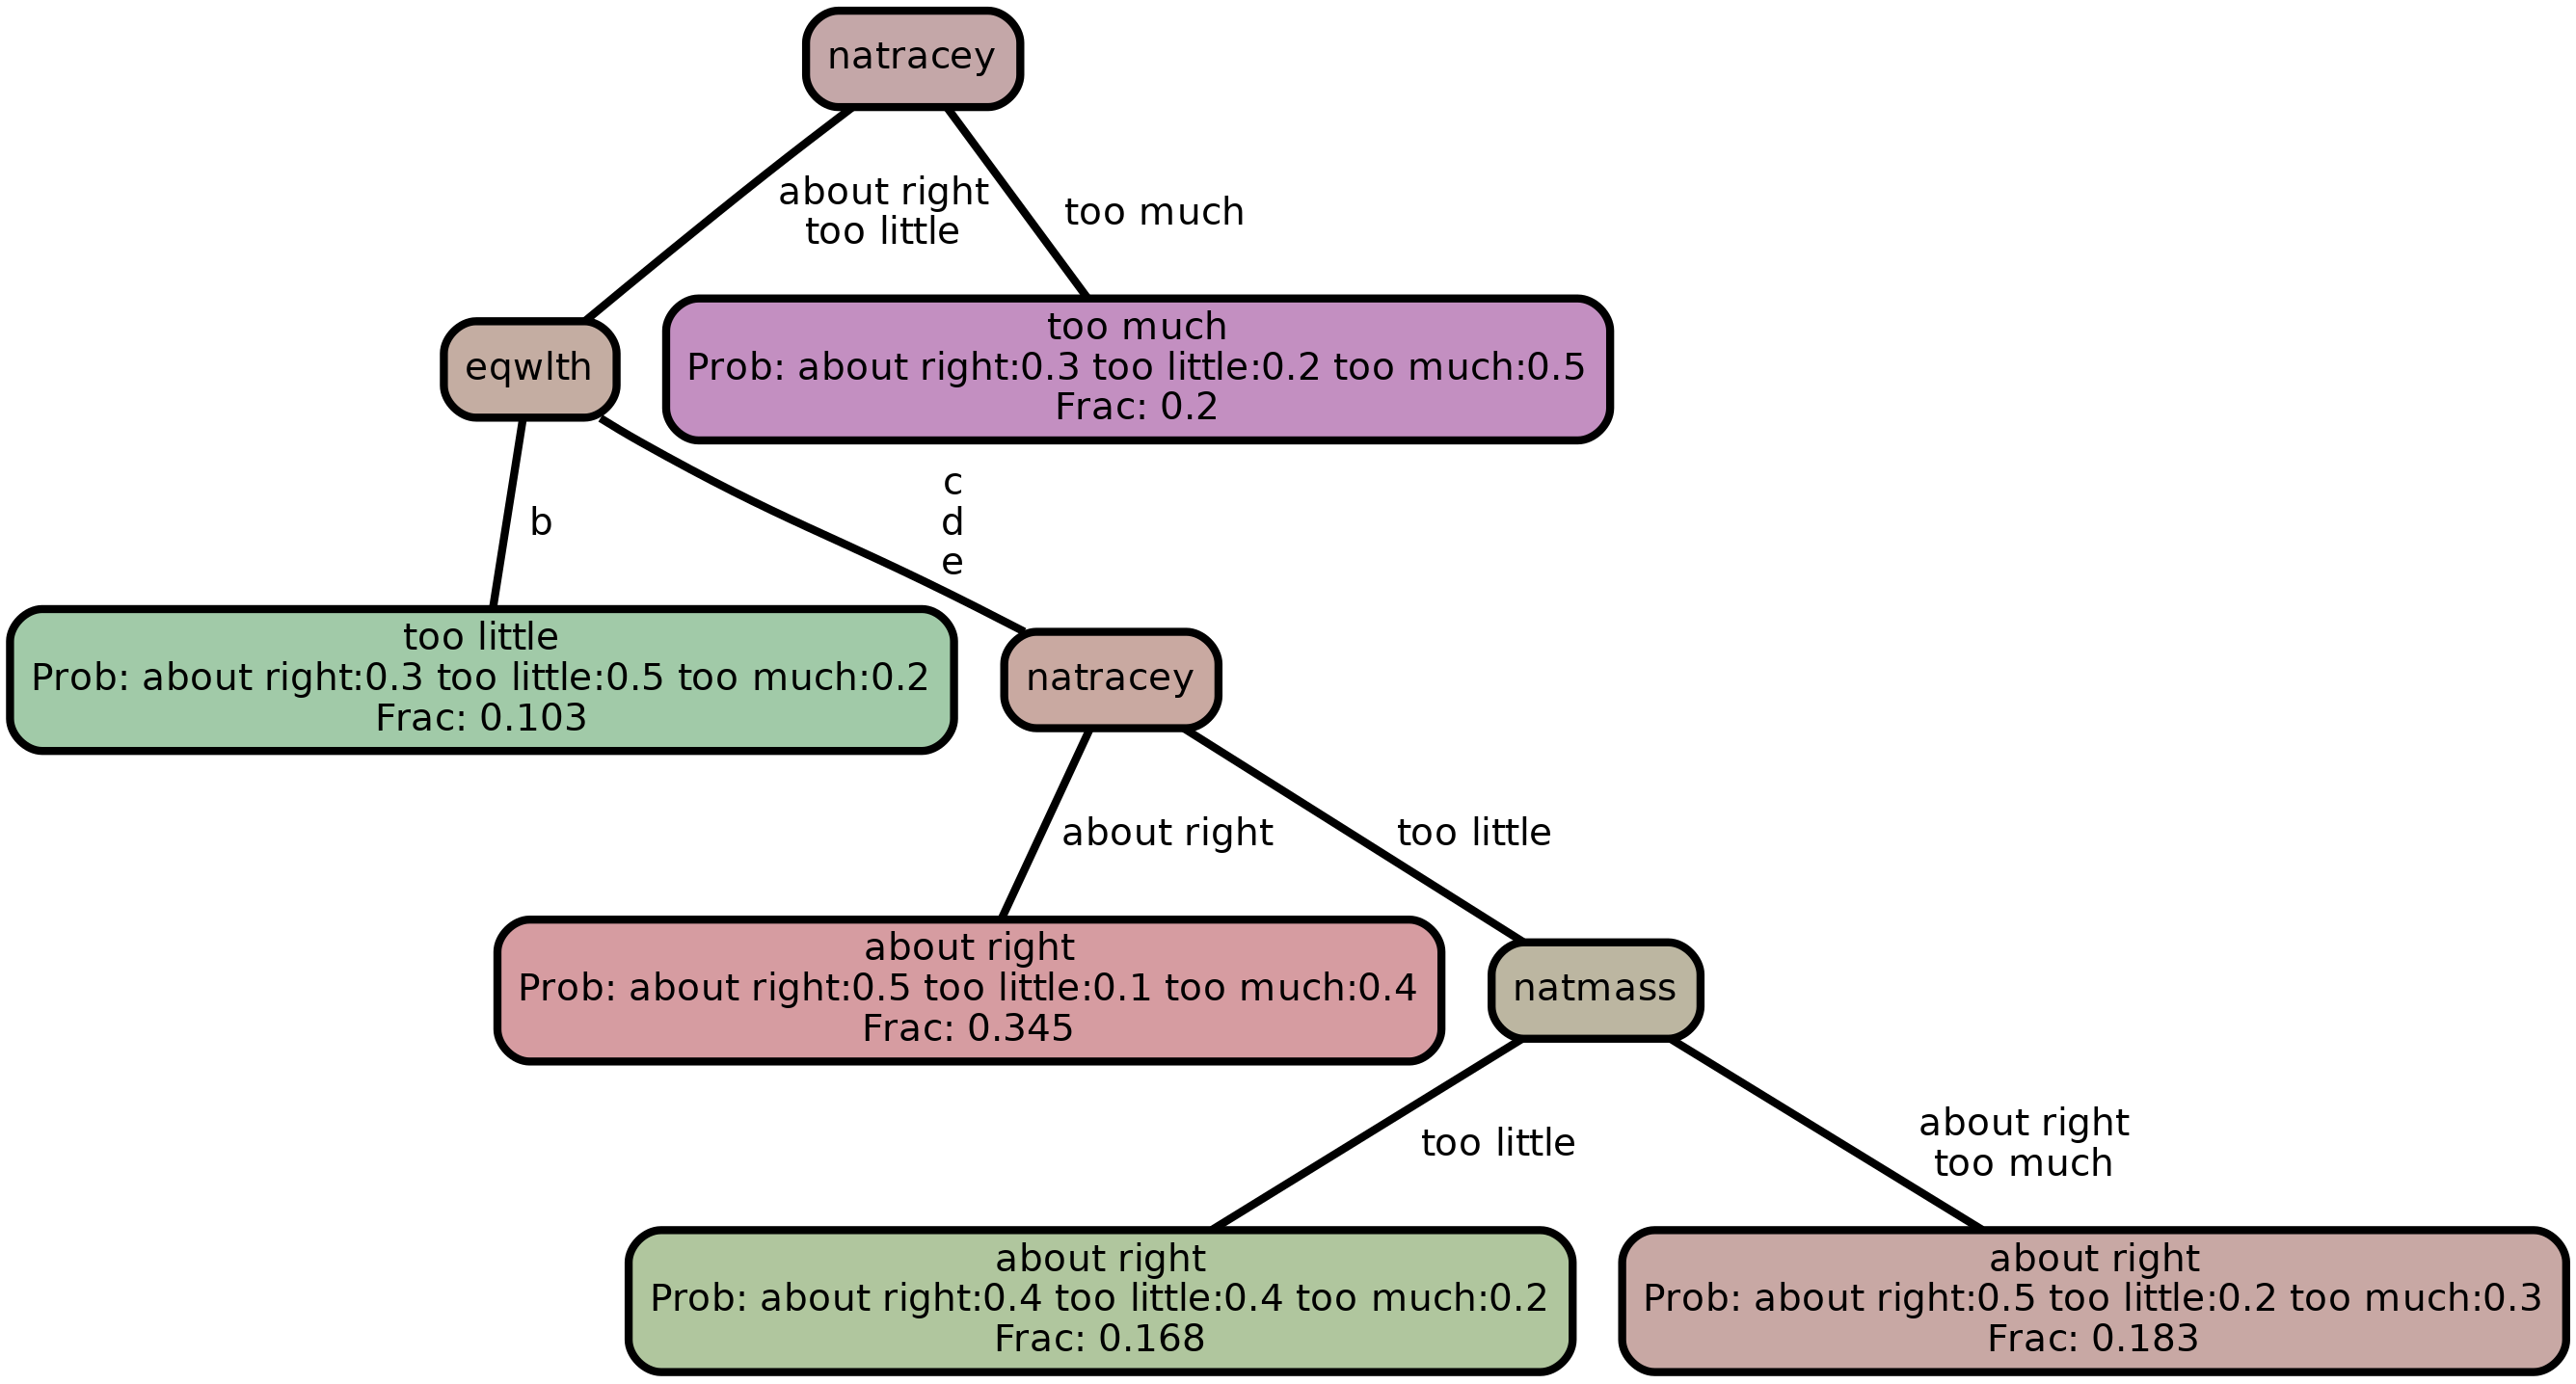 natracey
about right
too little
too much
eqwlth
too much
Prob: about right:0.3 too little:0.2 too much:0.5
Frac: 0.2
b
c
d
e
too little
Prob: about right:0.3 too little:0.5 too much:0.2
Frac: 0.103
natracey
about right
too little
about right
Prob: about right:0.5 too little:0.1 too much:0.4
Frac: 0.345
natmass
too little
about right
too much
about right
Prob: about right:0.4 too little:0.4 too much:0.2
Frac: 0.168
about right
Prob: about right:0.5 too little:0.2 too much:0.3
Frac: 0.183